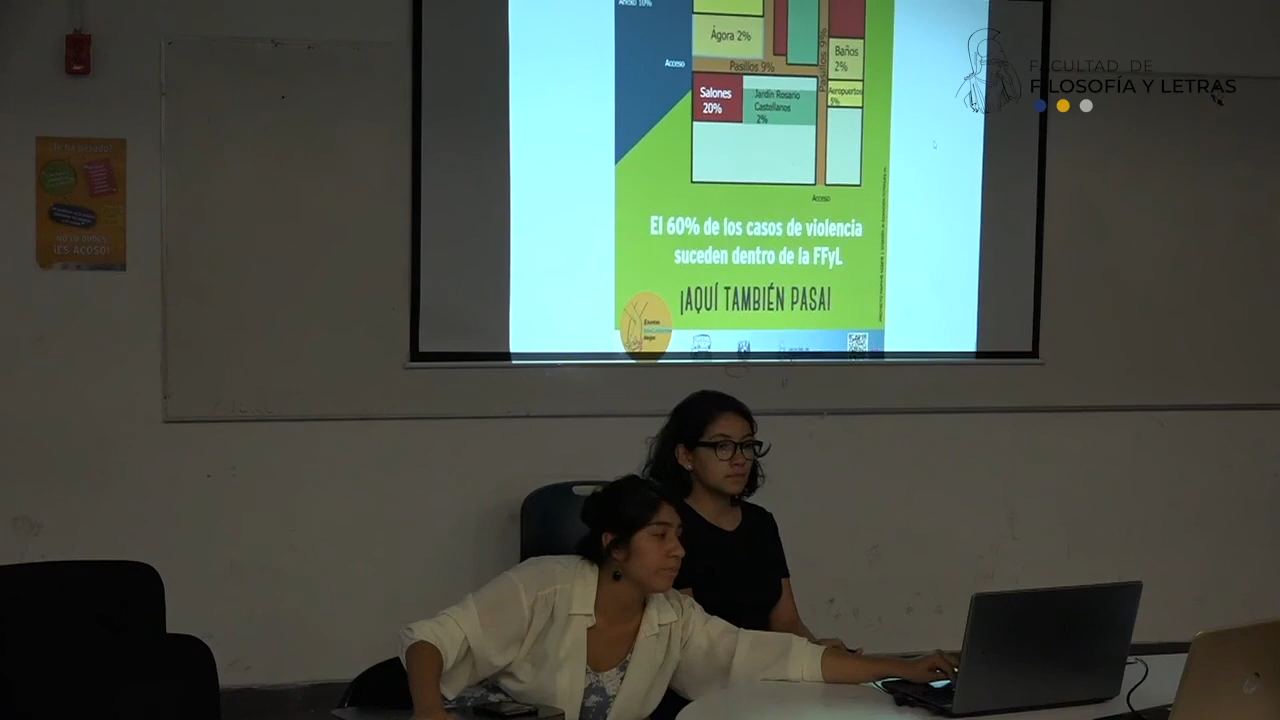 Anexo 10%
Ágora 2%
Acceso
Pasillos 9%
Pasillos 9%
Baños
2%
Salones
20%
Jardín Rosario
Castellanos
2%
Aeropuertos
5%
Acceso
El 60% de los casos de violencia
suceden dentro de la FFyL
¡AQUÍ TAMBIÉN PASA!
FACULTAD DE
FILOSOFÍA Y LETRAS
¿Te ha pasado?
NO LO DUDES
¡ES ACOSO!